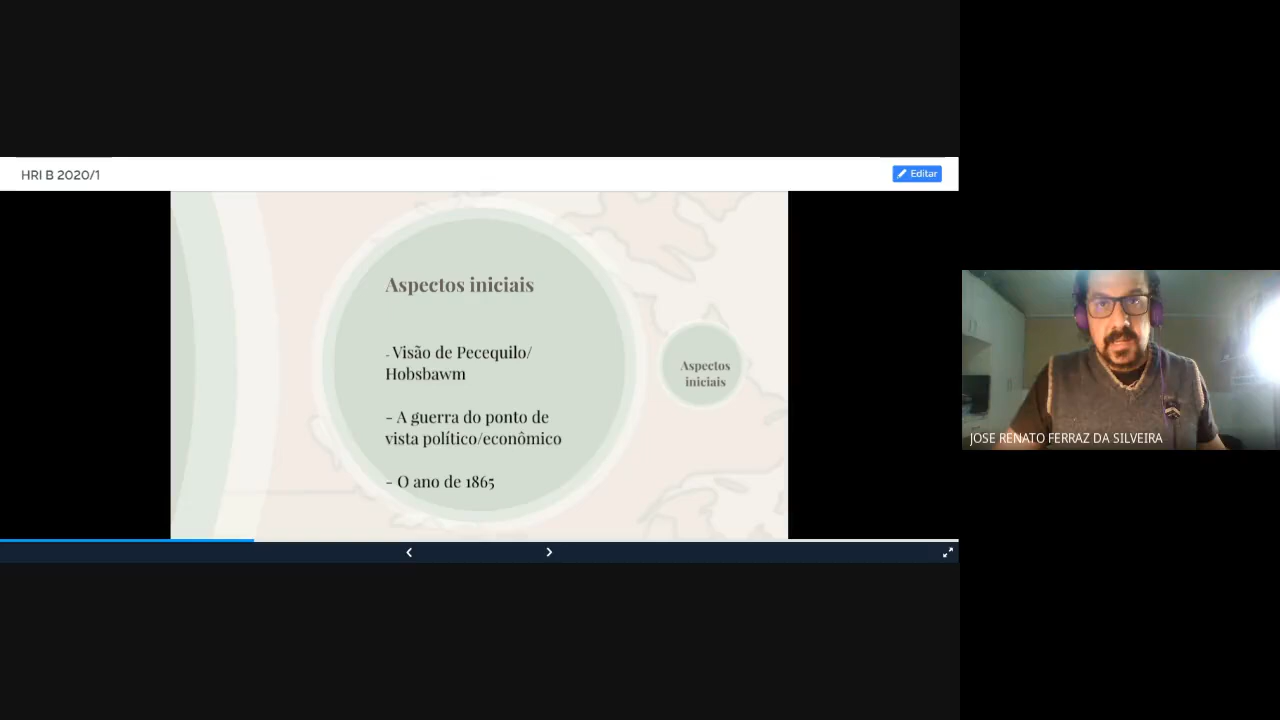 HRI B 2020/1
Editar
Aspectos iniciais
- Visão de Pecequilo/
Hobsbawm
- A guerra do ponto de
vista político/econômico
- O ano de 1865
Aspectos
iniciais
JOSE RENATO FERRAZ DA SILVEIRA